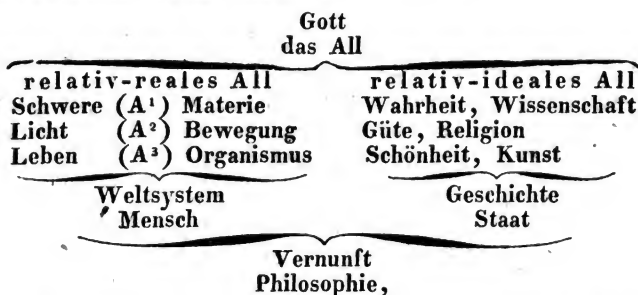 Gott
das All
relativ-reales All relativ-ideales All
Schwere (A¹) Materie Wahrheit, Wissenschaft
Licht (A²) Bewegung Güte, Religion
Leben (A³) Organismus Schönheit, Kunst
Weltsystem Geschichte
Mensch Staat
Vernunft
Philosophie,